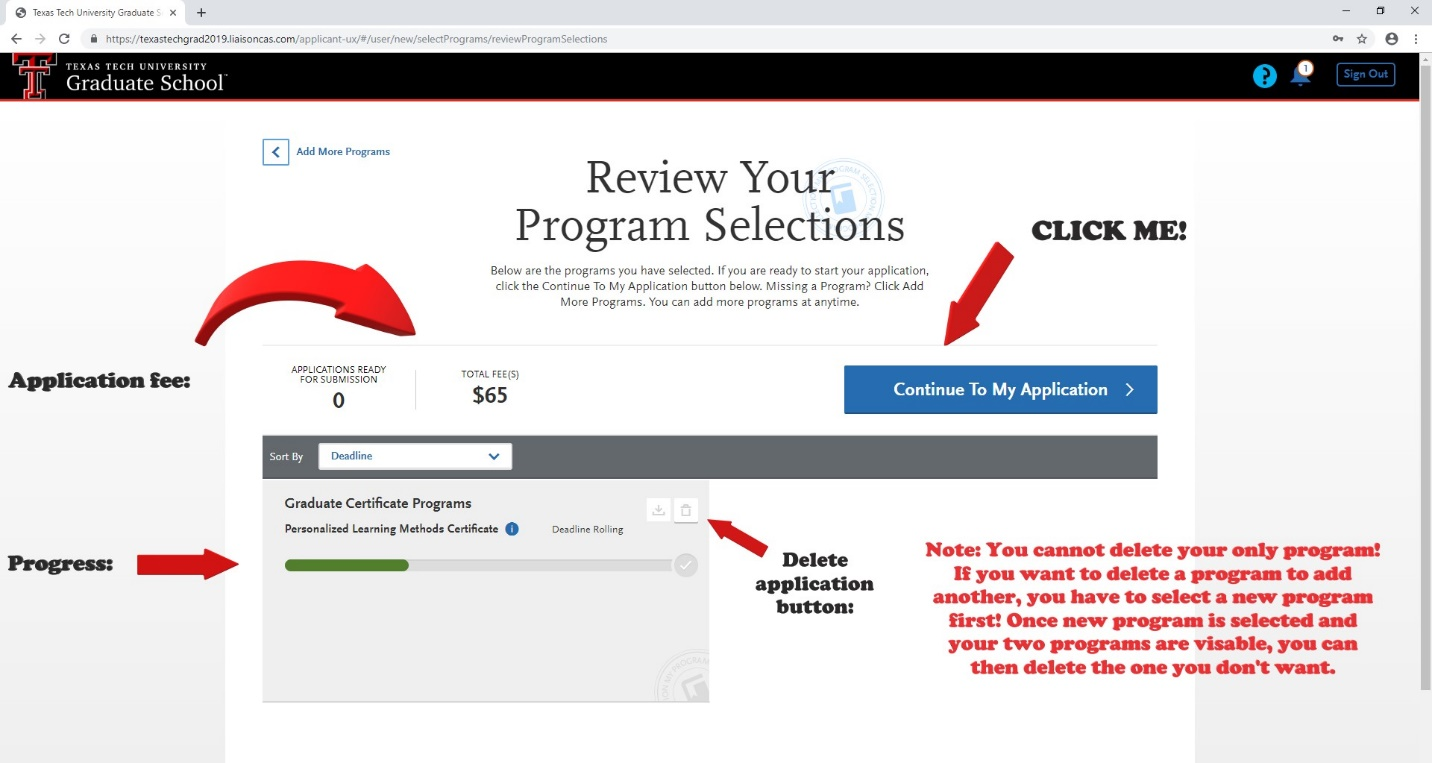 Texas Tech University Graduate S
https://texastechgrad2019.liaisoncas.com/applicant-ux/#/user/new/selectPrograms/reviewProgramSelections
TEXAS TECH UNIVERSITY
Graduate School™
?
1
Sign Out
Add More Programs
Review Your
Program Selections
CLICK ME!
Below are the programs you have selected. If you are ready to start your application,
click the Continue To My Application button below. Missing a Program? Click Add
More Programs. You can add more programs at anytime.
Application fee:
APPLICATIONS READY
FOR SUBMISSION
0
TOTAL FEE(S)
$65
Continue To My Application
Sort By
Deadline
Graduate Certificate Programs
Personalized Learning Methods Certificate
Deadline Rolling
Progress:
Delete
application
button:
Note: You cannot delete your only program!
If you want to delete a program to add
another, you have to select a new program
first! Once new program is selected and
your two programs are visable, you can
then delete the one you don't want.